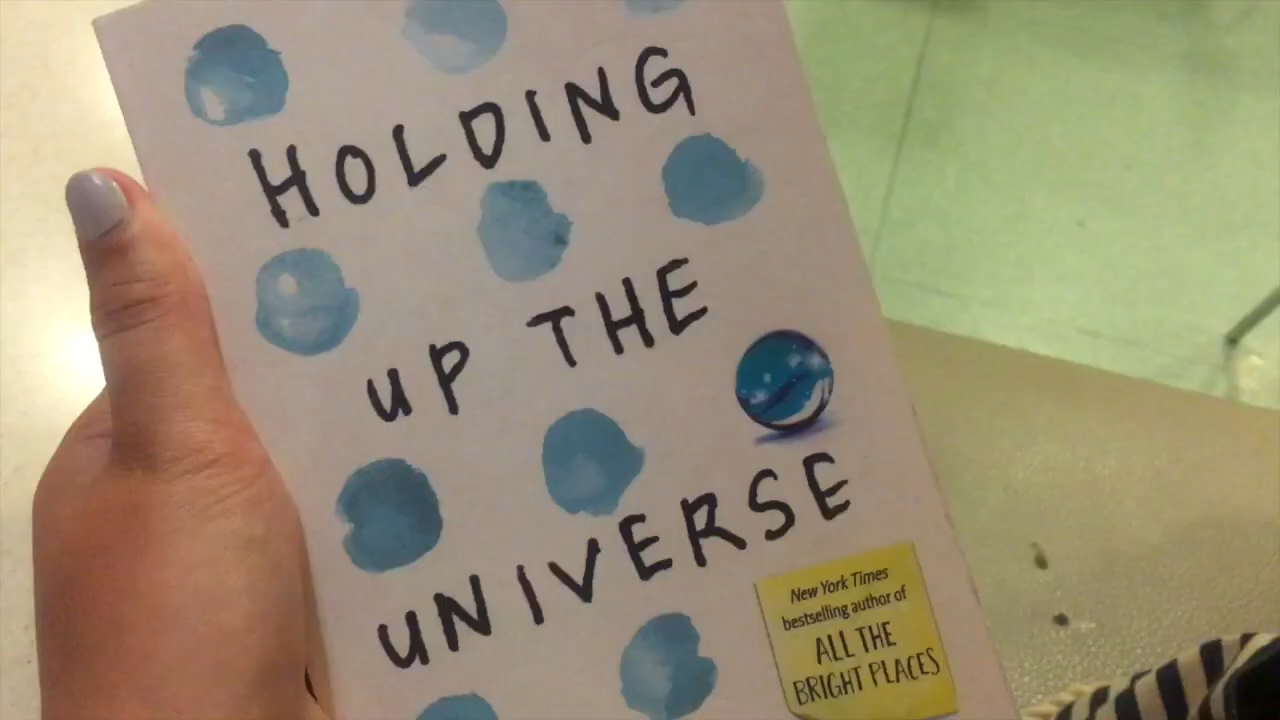 HOLDING
UP THE
UNIVERSE
New York Times
bestselling author of
ALL THE
BRIGHT PLACES